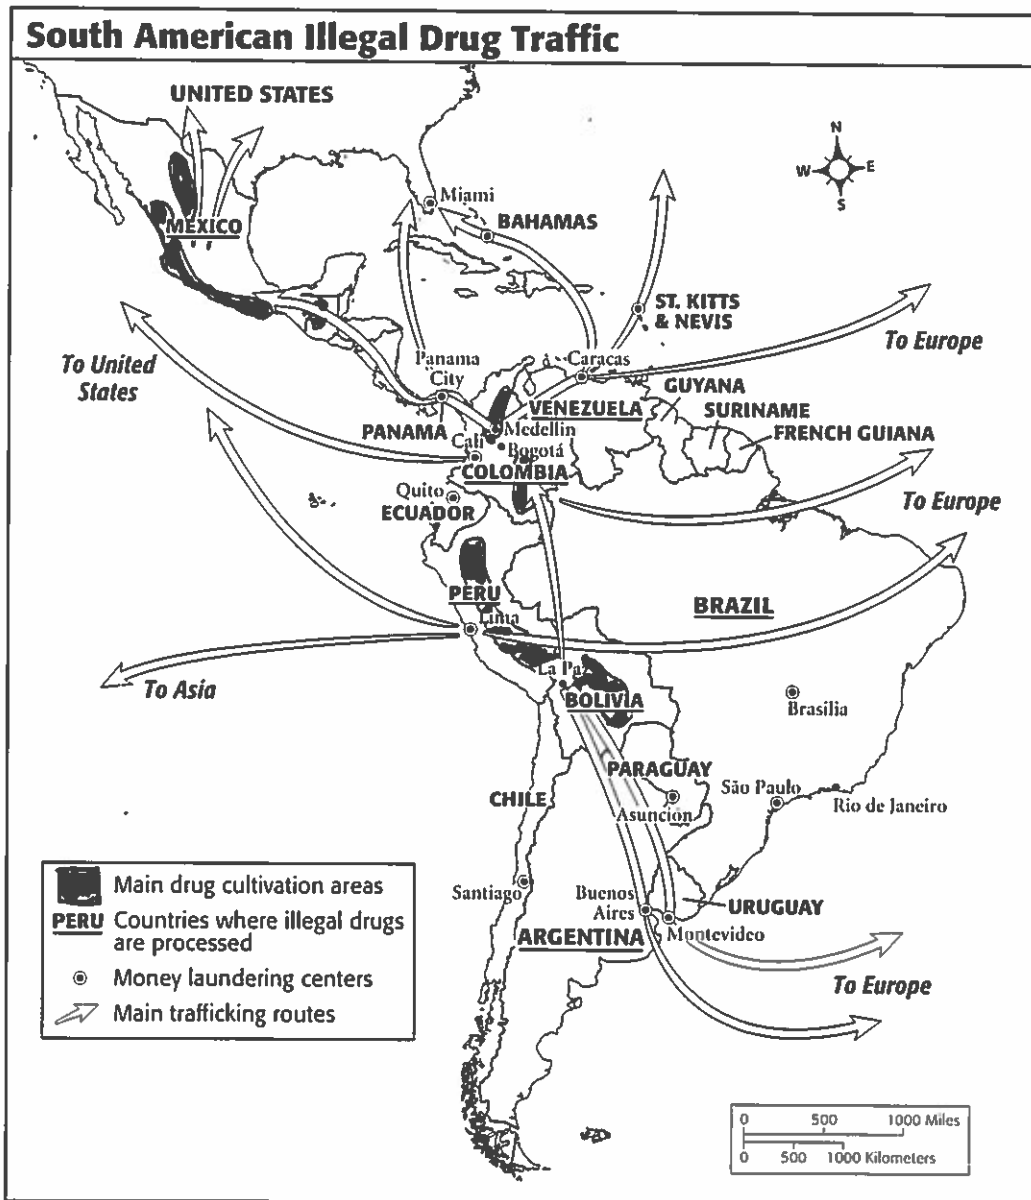 South American Illegal Drug Traffic
UNITED STATES
N
W
E
S
Miami
BAHAMAS
MEXICO
ST. KITTS
& NEVIS
To Europe
To United
States
Panama
City
Caracas
GUYANA
VENEZUELA
SURINAME
PANAMA
Medellin
FRENCH GUIANA
Cali
Bogotá
COLOMBIA
Quito
ECUADOR
To Europe
PERU
Lima
BRAZIL
To Asia
La Paz
BOLIVIA
Brasília
PARAGUAY
São Paulo
Rio de Janeiro
CHILE
Asunción
Santiago
Buenos
Aires
URUGUAY
ARGENTINA
Montevideo
To Europe
Main drug cultivation areas
PERU Countries where illegal drugs
are processed
Money laundering centers
Main trafficking routes
0 500 1000 Miles
0 500 1000 Kilometers